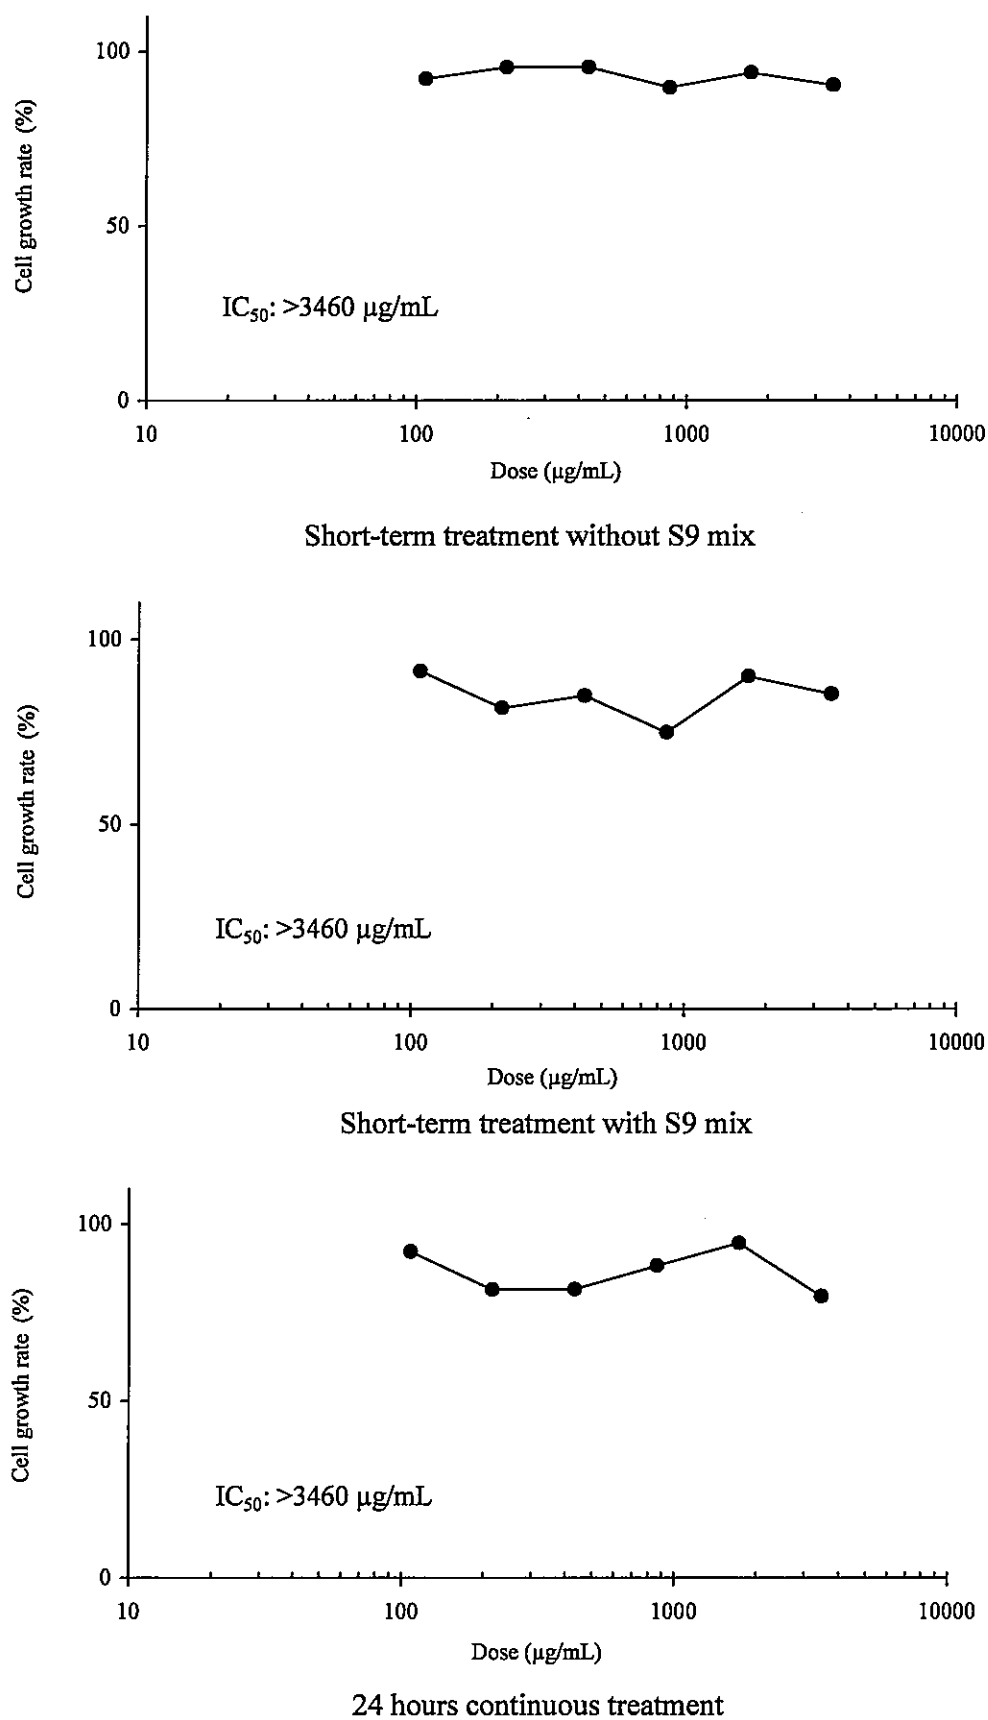 100
50
0
Cell growth rate (%)
IC50: >3460 µg/mL
10 100 1000 10000
Dose (µg/mL)
Short-term treatment without S9 mix
100
50
0
Cell growth rate (%)
IC50: >3460 µg/mL
10 100 1000 10000
Dose (µg/mL)
Short-term treatment with S9 mix
100
50
0
Cell growth rate (%)
IC50: >3460 µg/mL
10 100 1000 10000
Dose (µg/mL)
24 hours continuous treatment